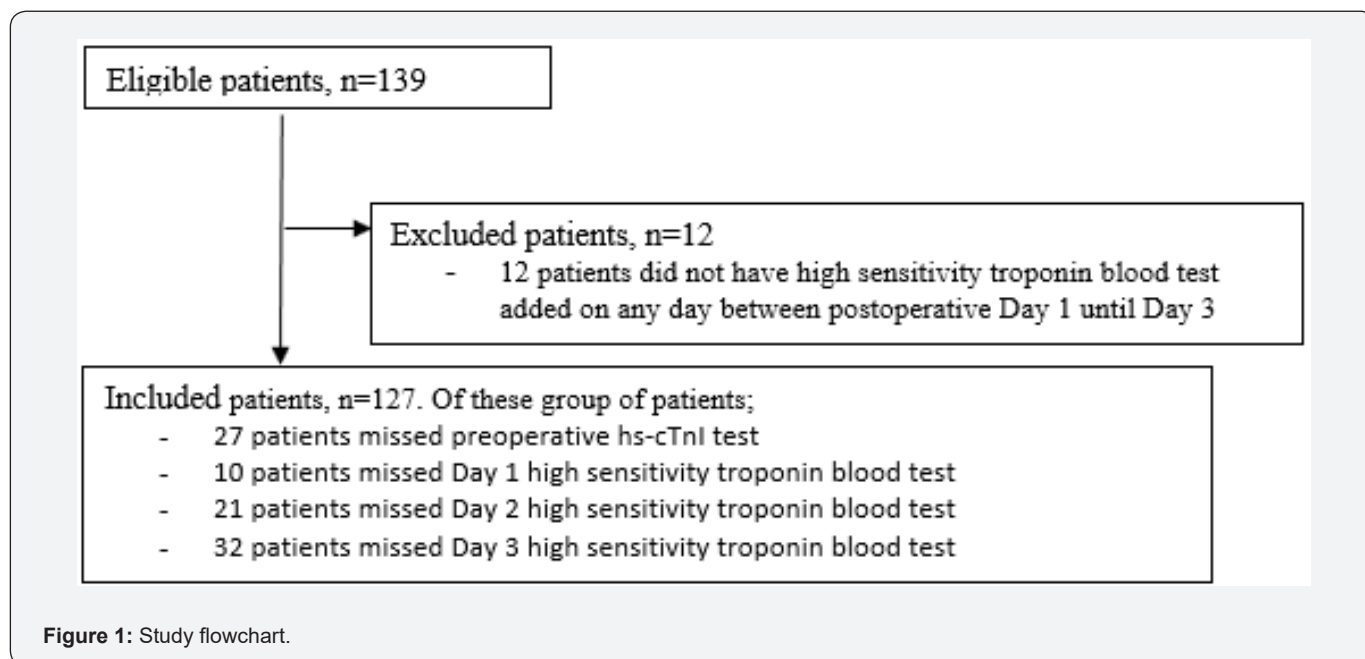 Eligible patients, n=139
Excluded patients, n=12
- 12 patients did not have high sensitivity troponin blood test
added on any day between postoperative Day 1 until Day 3
Included patients, n=127. Of these group of patients;
- 27 patients missed preoperative hs-cTnI test
- 10 patients missed Day 1 high sensitivity troponin blood test
- 21 patients missed Day 2 high sensitivity troponin blood test
- 32 patients missed Day 3 high sensitivity troponin blood test
Figure 1: Study flowchart.